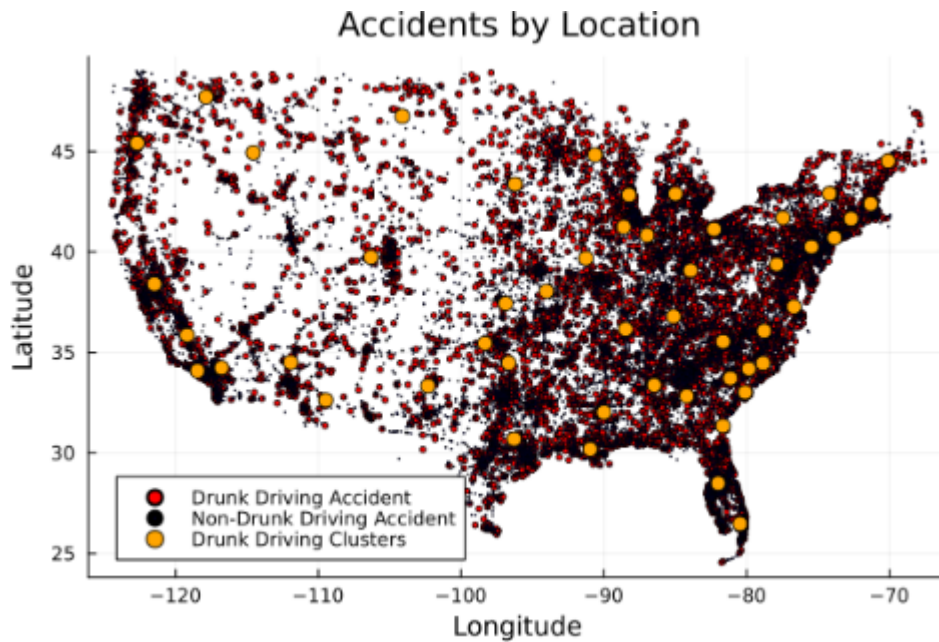 Accidents by Location
Latitude
45
40
35
30
25
Drunk Driving Accident
Non-Drunk Driving Accident
Drunk Driving Clusters
−120
−110
−100
−90
−80
−70
Longitude